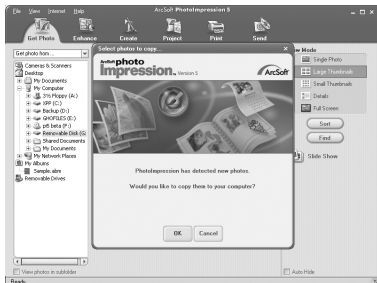 File View Internet Help
ArcSoft PhotoImpression 5
Get Photo Enhance Create Project Print Send
Get photo from ...
Cameras & Scanners
Desktop
My Documents
My Computer
3½ Floppy (A:)
XPP (C:)
Backup (D:)
GHOFILES (E:)
pi5 beta (F:)
Removable Disk (G:
Shared Documents
My Documents
My Network Places
My Albums
Sample.abm
Removable Drives
View photos in subfolder
Ready
Select photos to copy...
ArcSoft photo
Impression Version 5
ArcSoft
PhotoImpression has detected new photos.
Would you like to copy them to your computer?
OK Cancel
ew Mode
Single Photo
Large Thumbnails
Small Thumbnails
Details
Full Screen
Sort
Find
Slide Show
Auto Hide